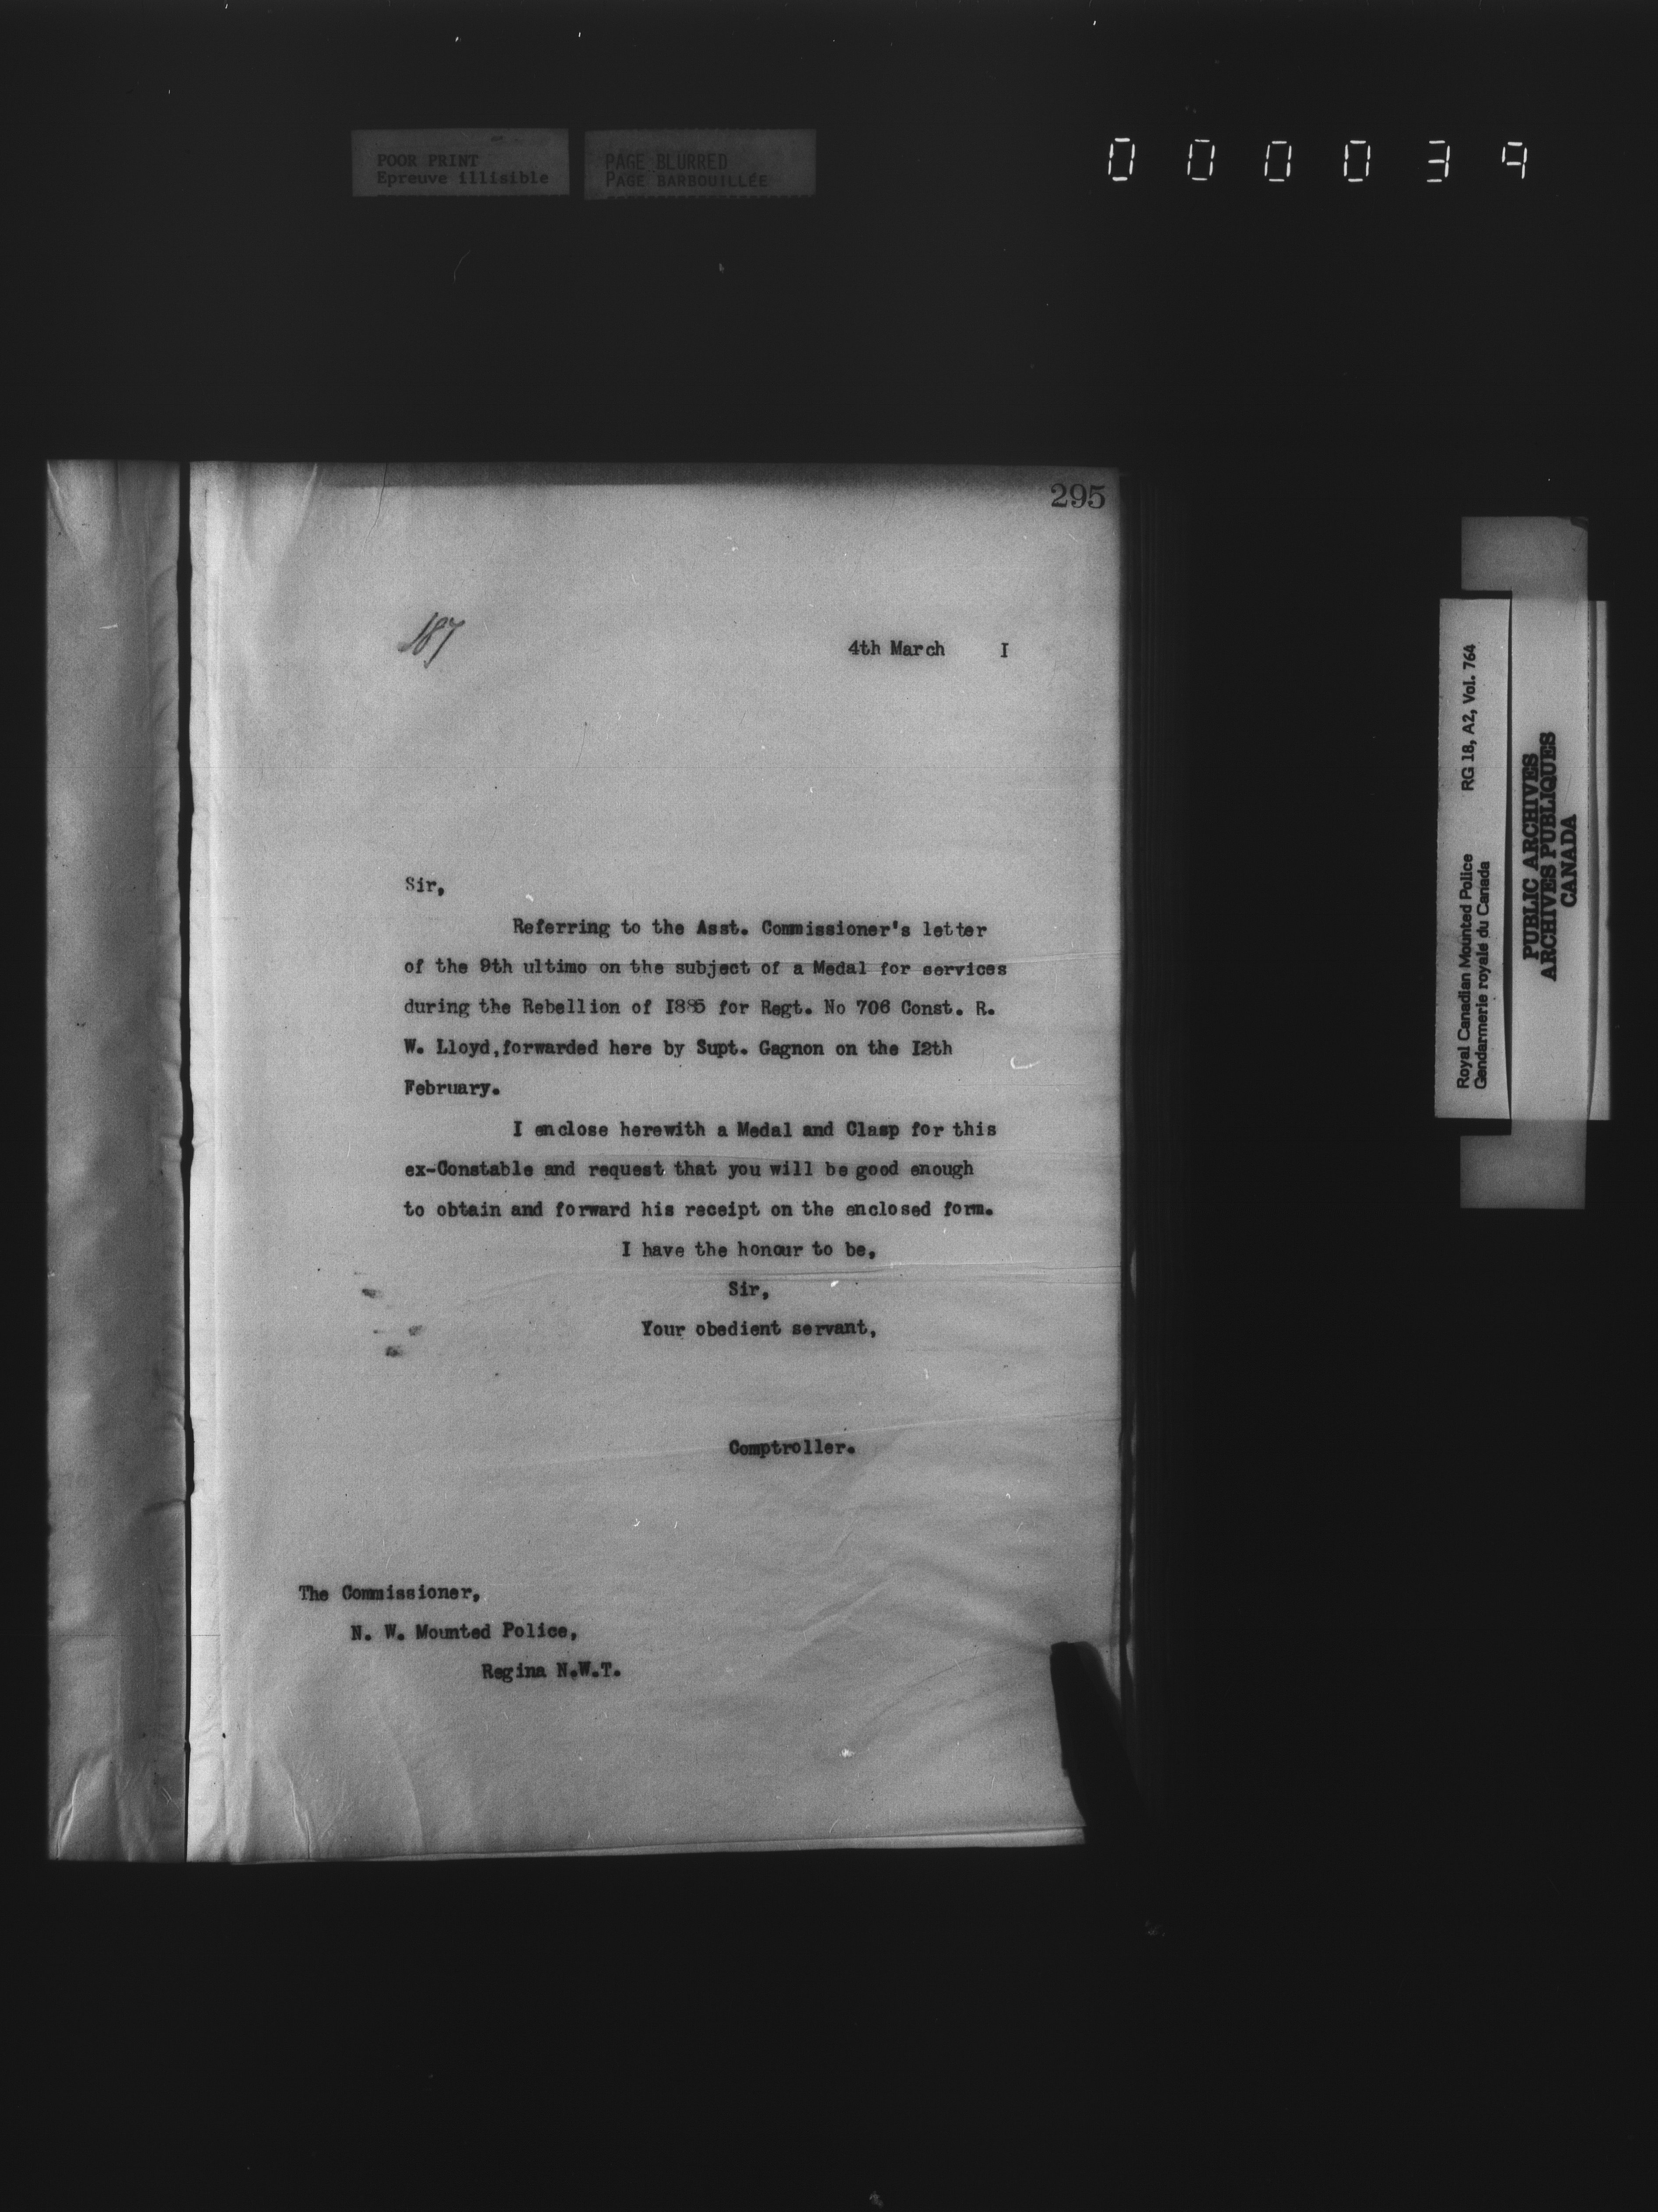 POOR PRINT
Epreuve illisible
PAGE BLURRED
PAGE BARBOUILLÉE
000039
295
187
4th March I
Sir,
Referring to the Asst. Commissioner's letter
of the 9th ultimo on the subject of a Medal for services
during the Rebellion of I885 for Regt. No 706 Const. R.
W. Lloyd,forwarded here by Supt. Gagnon on the I2th
February.
I enclose herewith a Medal and Clasp for this
ex-Constable and request that you will be good enough
to obtain and forward his receipt on the enclosed form.
I have the honour to be,
Sir,
Your obedient servant,
Comptroller.
The Commissioner,
N. W. Mounted Police,
Regina N.W.T.
Royal Canadian Mounted Police RG 18, A2, Vol. 764
Gendarmerie royale du Canada
PUBLIC ARCHIVES
ARCHIVES PUBLIQUES
CANADA